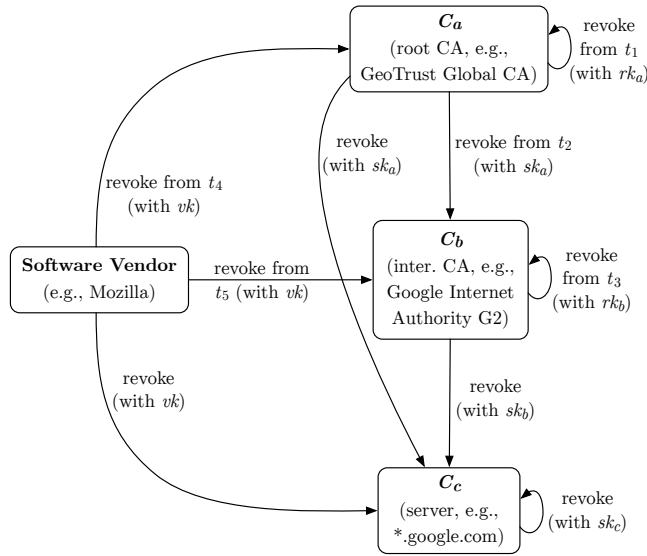 C_a
(root CA, e.g.,
GeoTrust Global CA)
revoke
from t_1
(with rk_a)
revoke
(with sk_a)
revoke from t_2
(with sk_a)
revoke from t_4
(with vk)
Software Vendor
(e.g., Mozilla)
revoke from
t_5 (with vk)
C_b
(inter. CA, e.g.,
Google Internet
Authority G2)
revoke
from t_3
(with rk_b)
revoke
(with vk)
revoke
(with sk_b)
C_c
(server, e.g.,
*.google.com)
revoke
(with sk_c)